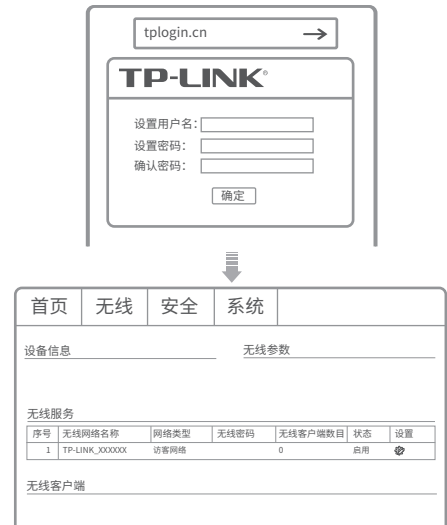 tplogin.cn
TP-LINK®
设置用户名：
设置密码：
确认密码：
确定
首页 无线 安全 系统
设备信息 无线参数
无线服务
序号 无线网络名称 网络类型 无线密码 无线客户端数目 状态 设置
1 TP-LINK_XXXXXX 访客网络 0 启用
无线客户端